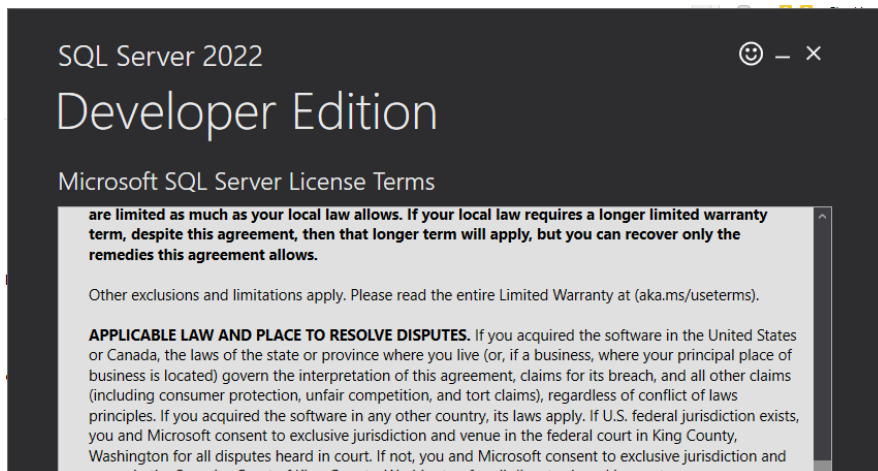 SQL Server 2022
Developer Edition
Microsoft SQL Server License Terms
are limited as much as your local law allows. If your local law requires a longer limited warranty
term, despite this agreement, then that longer term will apply, but you can recover only the
remedies this agreement allows.
Other exclusions and limitations apply. Please read the entire Limited Warranty at (aka.ms/useterms).
APPLICABLE LAW AND PLACE TO RESOLVE DISPUTES. If you acquired the software in the United States
or Canada, the laws of the state or province where you live (or, if a business, where your principal place of
business is located) govern the interpretation of this agreement, claims for its breach, and all other claims
(including consumer protection, unfair competition, and tort claims), regardless of conflict of laws
principles. If you acquired the software in any other country, its laws apply. If U.S. federal jurisdiction exists,
you and Microsoft consent to exclusive jurisdiction and venue in the federal court in King County,
Washington for all disputes heard in court. If not, you and Microsoft consent to exclusive jurisdiction and